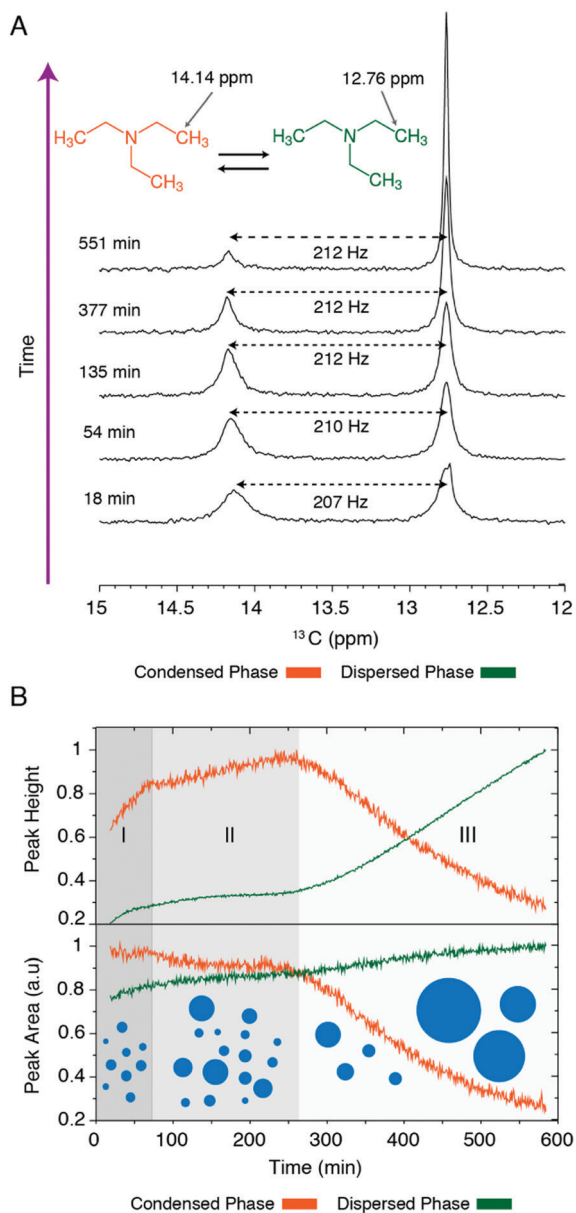 A
14.14 ppm
12.76 ppm
H₃C N CH₃
CH₃
H₃C N CH₃
CH₃
551 min
212 Hz
377 min
212 Hz
135 min
212 Hz
54 min
210 Hz
18 min
207 Hz
Time
15 14.5 14 13.5 13 12.5 12
¹³C (ppm)
Condensed Phase Dispersed Phase
B
Peak Height
1
0.8
0.6
0.4
0.2
I II III
Peak Area (a.u)
1
0.8
0.6
0.4
0.2
0 100 200 300 400 500 600
Time (min)
Condensed Phase Dispersed Phase